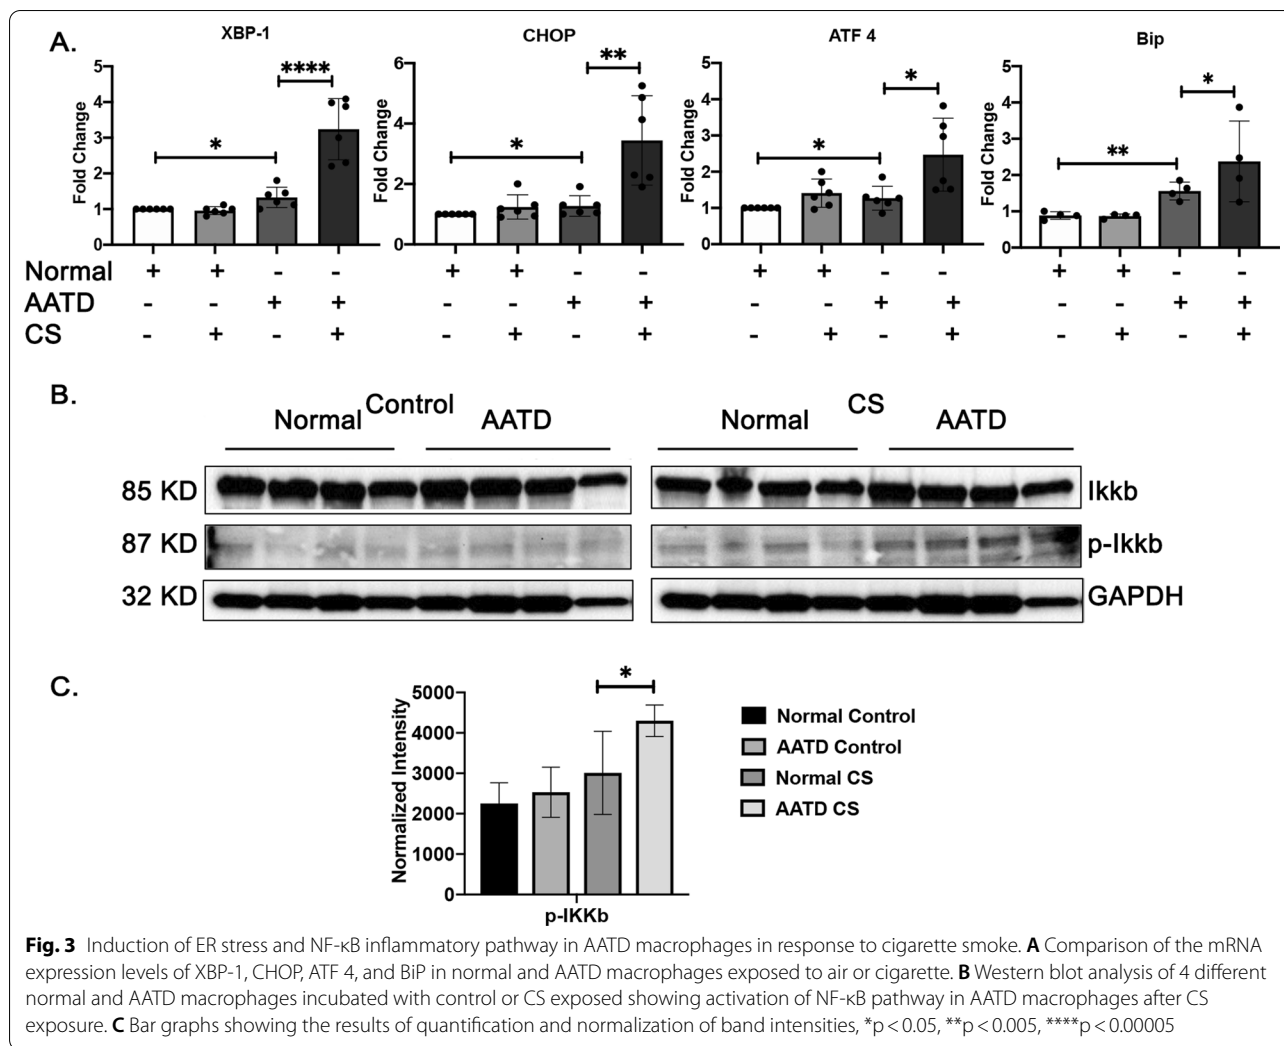 A.
XBP-1
CHOP
ATF 4
Bip
Fold Change
5
4
3
2
1
0
****
*
Fold Change
6
4
2
0
**
*
Fold Change
5
4
3
2
1
0
*
*
Fold Change
5
4
3
2
1
0
*
**
Normal + + - - + + - - + + - - + + - -
AATD - - + + - - + + - - + + - - + +
CS - + - + - + - + - + - + - + - +
B.
Control CS
Normal AATD Normal AATD
85 KD Ikkb
87 KD p-Ikkb
32 KD GAPDH
C.
Normalized Intensity
5000
4000
3000
2000
1000
0
*
p-IKKb
Normal Control
AATD Control
Normal CS
AATD CS
Fig. 3 Induction of ER stress and NF-κB inflammatory pathway in AATD macrophages in response to cigarette smoke. A Comparison of the mRNA
expression levels of XBP-1, CHOP, ATF 4, and BiP in normal and AATD macrophages exposed to air or cigarette. B Western blot analysis of 4 different
normal and AATD macrophages incubated with control or CS exposed showing activation of NF-κB pathway in AATD macrophages after CS
exposure. C Bar graphs showing the results of quantification and normalization of band intensities, *p < 0.05, **p < 0.005, ****p < 0.00005